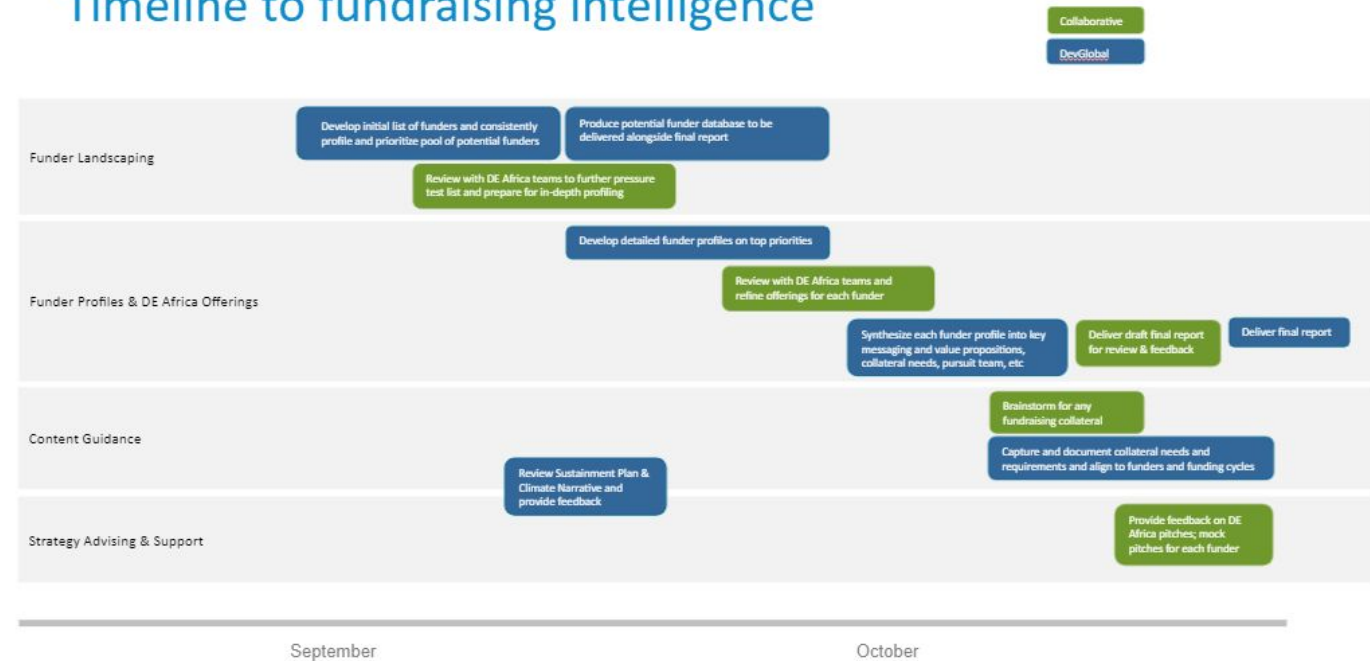 Timeline to fundraising intelligence
Collaborative
DevGlobal
Funder Landscaping
Develop initial list of funders and consistently
profile and prioritize pool of potential funders
Produce potential funder database to be
delivered alongside final report
Review with DE Africa teams to further pressure
test list and prepare for in-depth profiling
Funder Profiles & DE Africa Offerings
Develop detailed funder profiles on top priorities
Review with DE Africa teams and
refine offerings for each funder
Synthesize each funder profile into key
messaging and value propositions,
collateral needs, pursuit team, etc
Deliver draft final report
for review & feedback
Deliver final report
Content Guidance
Brainstorm for any
fundraising collateral
Capture and document collateral needs and
requirements and align to funders and funding cycles
Review Sustainment Plan &
Climate Narrative and
provide feedback
Strategy Advising & Support
Provide feedback on DE
Africa pitches; mock
pitches for each funder
September
October